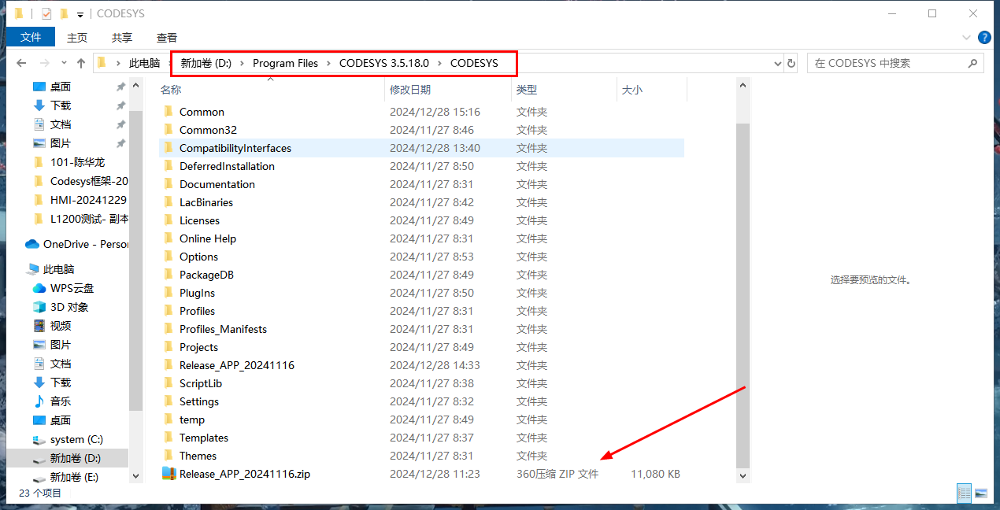 CODESYS
文件 主页 共享 查看
此电脑 新加卷 (D:) Program Files CODESYS 3.5.18.0 CODESYS 在 CODESYS 中搜索
桌面
下载
文档
图片
101-陈华龙
Codesys框架-20
HMI-20241229
L1200测试- 副本
OneDrive - Person
此电脑
WPS云盘
3D 对象
视频
图片
文档
下载
音乐
桌面
system (C:)
新加卷 (D:)
新加卷 (E:)
名称 修改日期 类型 大小
Common 2024/12/28 15:16 文件夹
Common32 2024/11/27 8:46 文件夹
CompatibilityInterfaces 2024/12/28 13:40 文件夹
DeferredInstallation 2024/11/27 8:50 文件夹
Documentation 2024/11/27 8:31 文件夹
LacBinaries 2024/11/27 8:42 文件夹
Licenses 2024/11/27 8:49 文件夹
Online Help 2024/11/27 8:31 文件夹
Options 2024/11/27 8:53 文件夹
PackageDB 2024/11/27 8:49 文件夹
PlugIns 2024/11/27 8:50 文件夹
Profiles 2024/11/27 8:31 文件夹
Profiles_Manifests 2024/11/27 8:31 文件夹
Projects 2024/11/27 8:49 文件夹
Release_APP_20241116 2024/12/28 14:33 文件夹
ScriptLib 2024/11/27 8:38 文件夹
Settings 2024/11/27 8:32 文件夹
temp 2024/11/27 8:49 文件夹
Templates 2024/11/27 8:37 文件夹
Themes 2024/11/27 8:31 文件夹
Release_APP_20241116.zip 2024/12/28 11:23 360压缩 ZIP 文件 11,080 KB
选择要预览的文件。
23 个项目